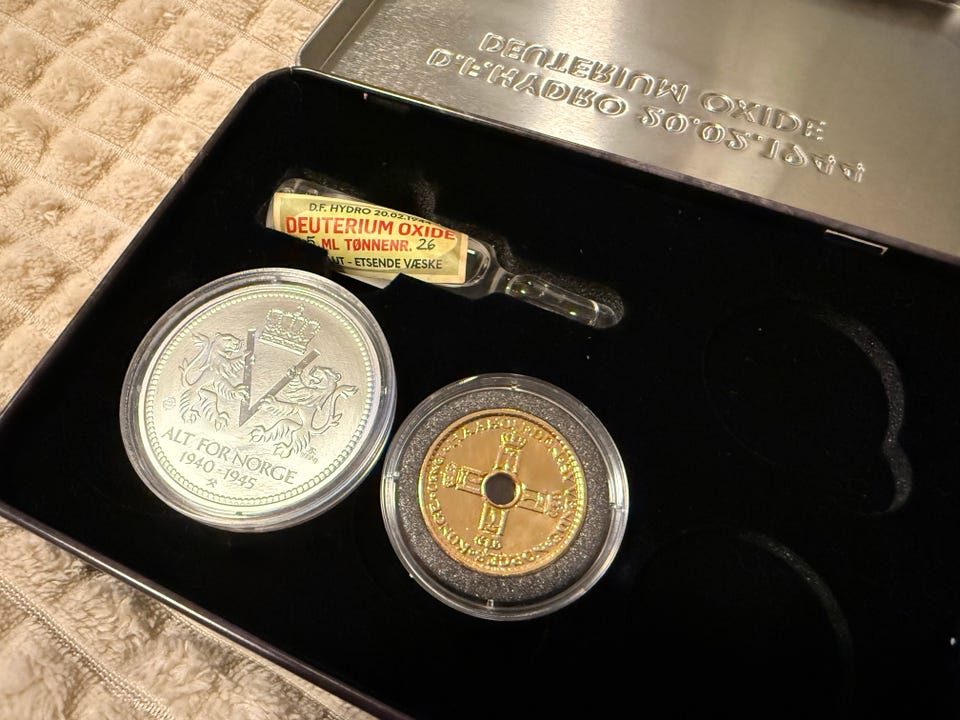 DEUTERIUM OXIDE
D.F.HYDRO 20.02.1944
D.F. HYDRO 20.02.1944
DEUTERIUM OXIDE
5 ML TØNNENR. 26
UT - ETSENDE VÆSKE
ALT FOR NORGE
1940 - 1945